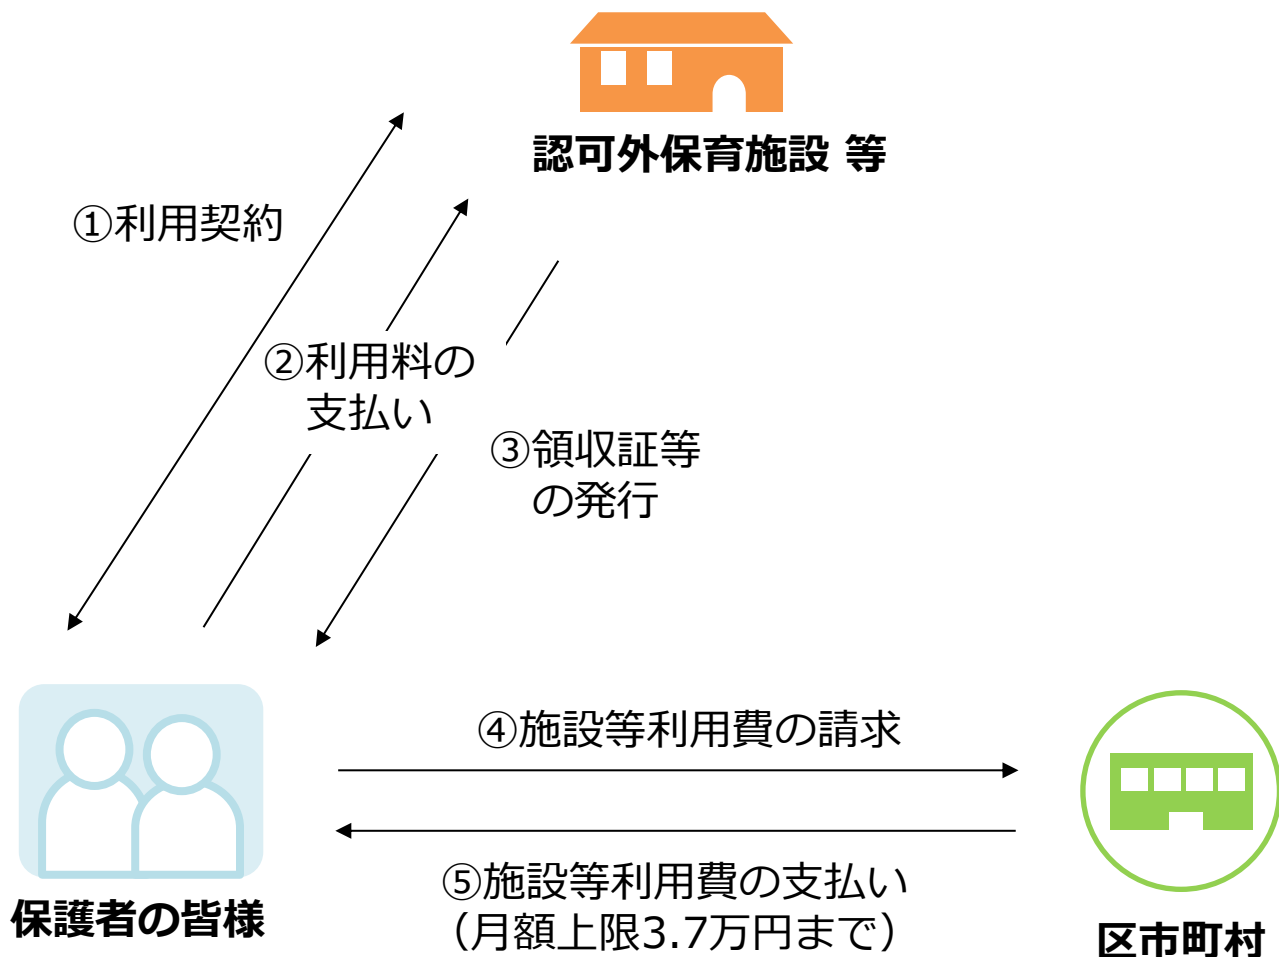 認可外保育施設 等
①利用契約
②利用料の
支払い
③領収証等
の発行
④施設等利用費の請求
⑤施設等利用費の支払い
（月額上限3.7万円まで）
保護者の皆様
区市町村